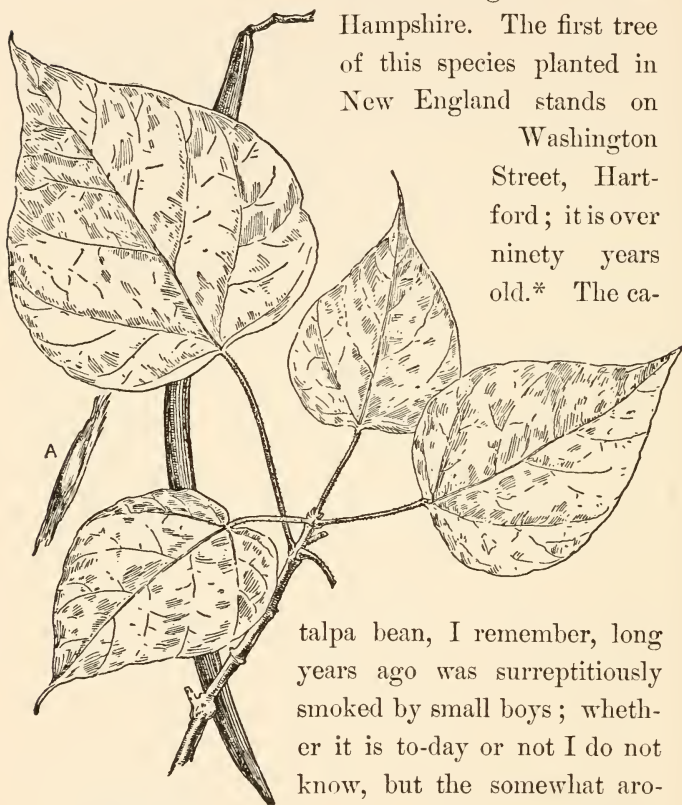 Hampshire. The first tree
of this species planted in
New England stands on
Washington
Street, Hart-
ford; it is over
ninety years
old.* The ca-
A
talpa bean, I remember, long
years ago was surreptitiously
smoked by small boys; wheth-
er it is to-day or not I do not
know, but the somewhat aro-